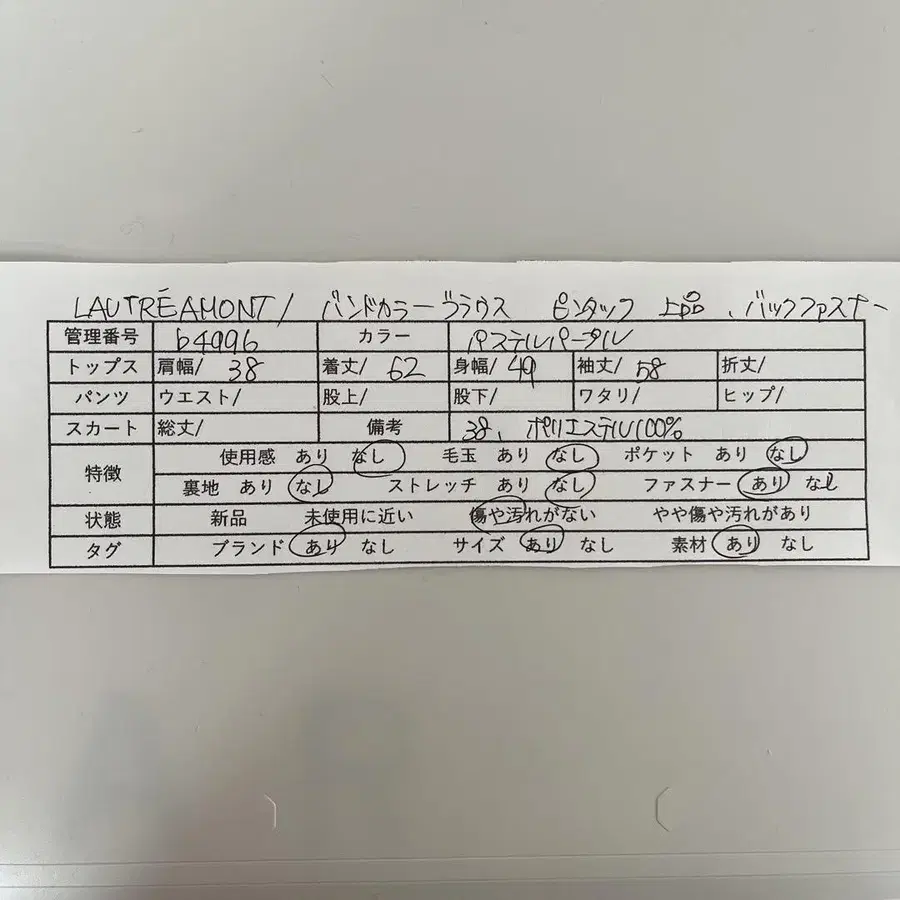 LAUTRÉAMONT/ バンドカラーブラウス ピンタック 上品、バックファスナー
管理番号 b4996 カラー パステルパープル
トップス 肩幅/ 38 着丈/ 62 身幅/ 49 袖丈/ 58 裄丈/
パンツ ウエスト/ 股上/ 股下/ ワタリ/ ヒップ/
スカート 総丈/ 備考 38、ポリエステル100%
特徴 使用感 あり なし 毛玉 あり なし ポケット あり なし
裏地 あり なし ストレッチ あり なし ファスナー あり なし
状態 新品 未使用に近い 傷や汚れがない やや傷や汚れがあり
タグ ブランド あり なし サイズ あり なし 素材 あり なし